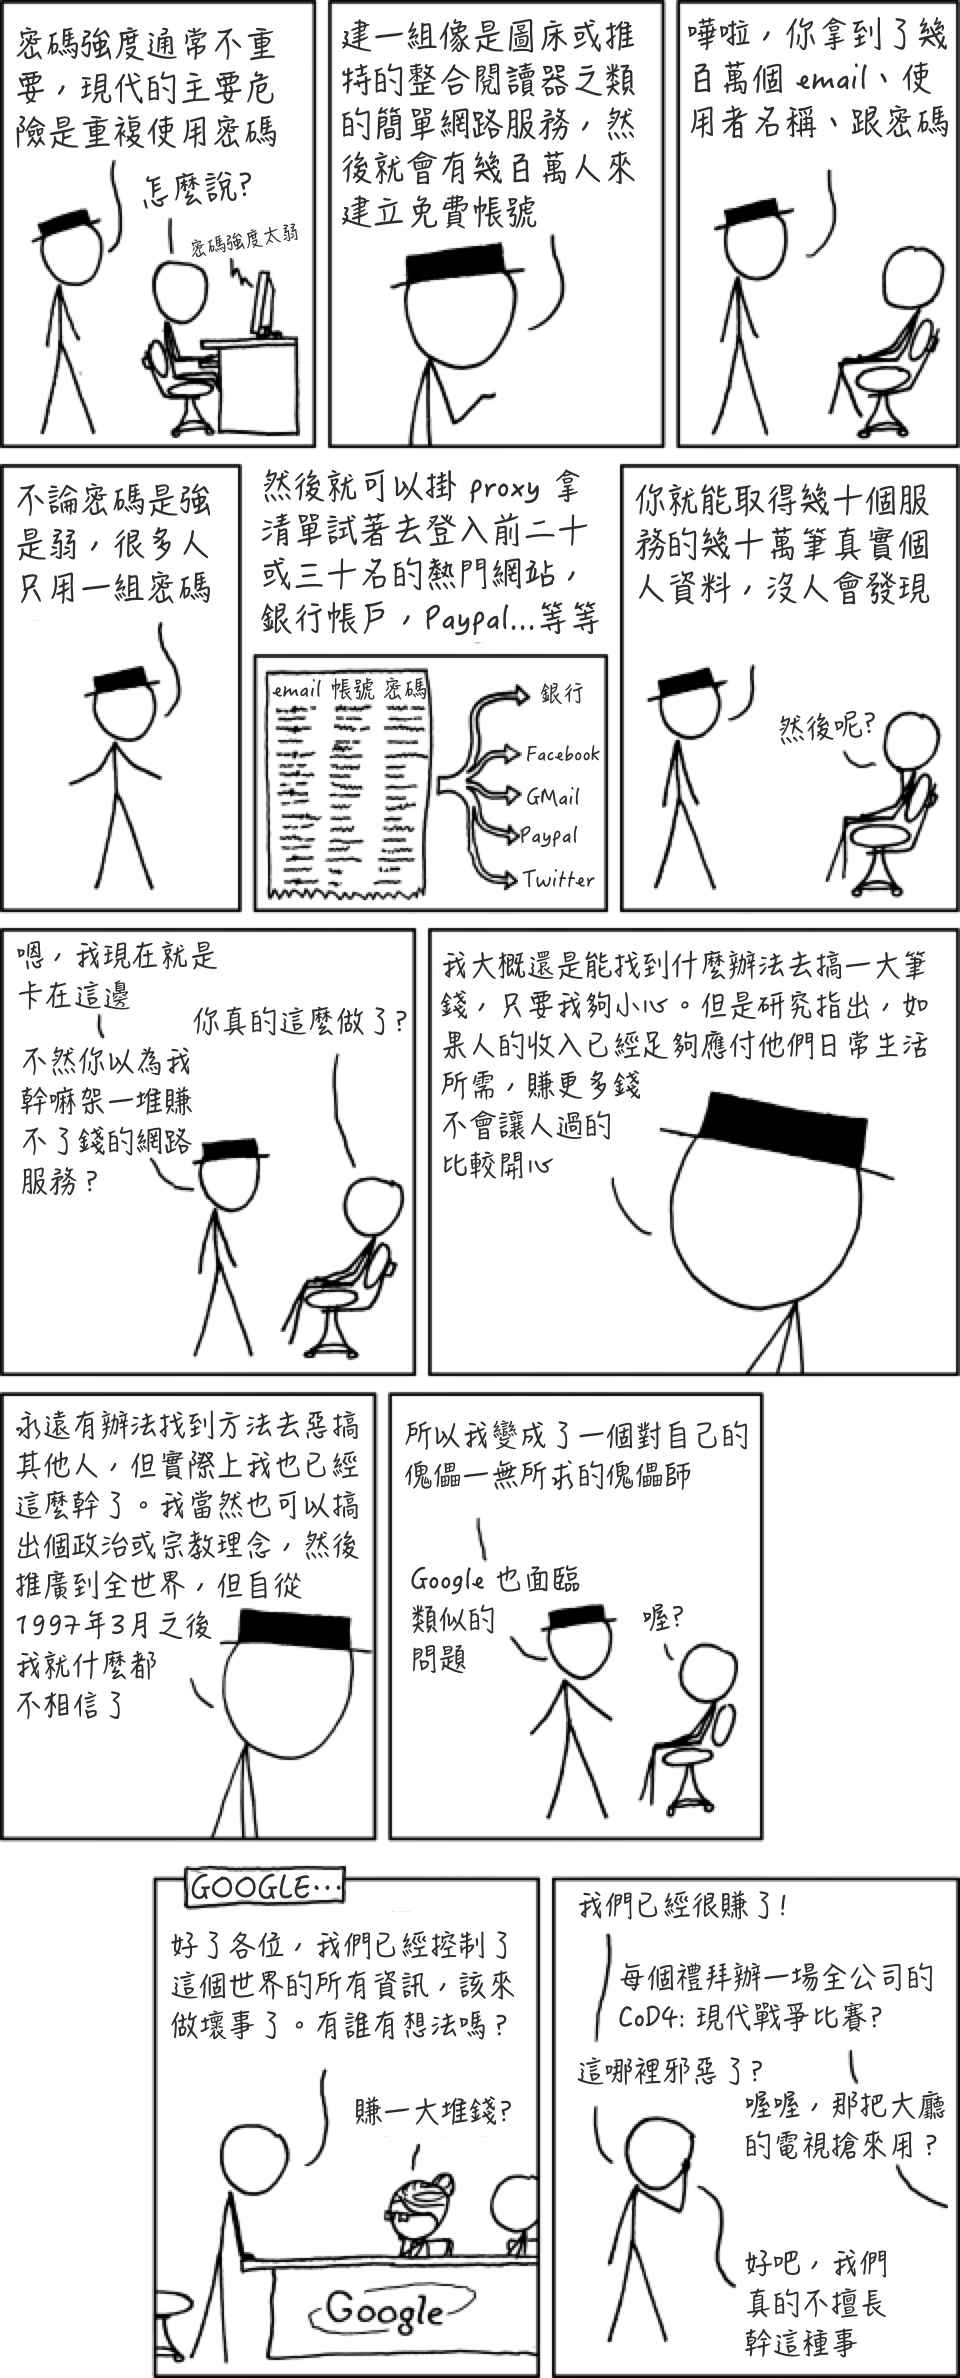 密碼強度通常不重
要，現代的主要危
險是重複使用密碼
怎麼說?
密碼強度太弱
建一組像是圖床或推
特的整合閱讀器之類
的簡單網路服務，然
後就會有幾百萬人來
建立免費帳號
嘩啦，你拿到了幾
百萬個 email、使
用者名稱、跟密碼
不論密碼是強
是弱，很多人
只用一組密碼
然後就可以掛 proxy 拿
清單試著去登入前二十
或三十名的熱門網站，
銀行帳戶，Paypal...等等
email 帳號 密碼
銀行
Facebook
GMail
Paypal
Twitter
你就能取得幾十個服
務的幾十萬筆真實個
人資料，沒人會發現
然後呢?
嗯，我現在就是
卡在這邊
你真的這麼做了?
不然你以為我
幹嘛架一堆賺
不了錢的網路
服務？
我大概還是能找到什麼辦法去搞一大筆
錢，只要我夠小心。但是研究指出，如
果人的收入已經足夠應付他們日常生活
所需，賺更多錢
不會讓人過的
比較開心
永遠有辦法找到方法去惡搞
其他人，但實際上我也已經
這麼幹了。我當然也可以搞
出個政治或宗教理念，然後
推廣到全世界，但自從
1997年3月之後
我就什麼都
不相信了
所以我變成了一個對自己的
傀儡一無所求的傀儡師
Google 也面臨
類似的
問題
喔?
GOOGLE...
好了各位，我們已經控制了
這個世界的所有資訊，該來
做壞事了。有誰有想法嗎？
賺一大堆錢?
Google
我們已經很賺了!
每個禮拜辦一場全公司的
CoD4: 現代戰爭比賽?
這哪裡邪惡了?
喔喔，那把大廳
的電視搶來用？
好吧，我們
真的不擅長
幹這種事